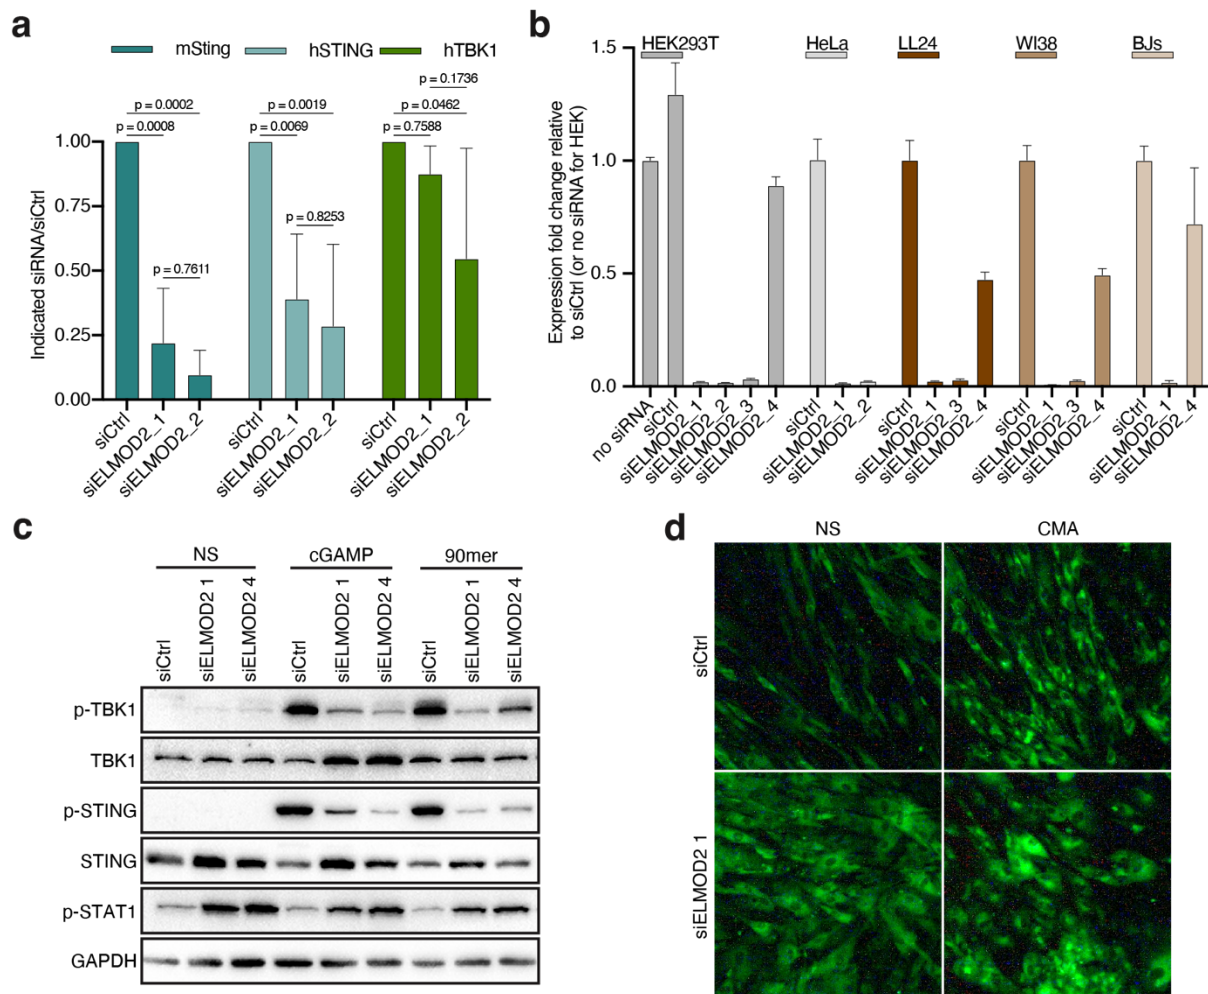 a
mSting hSTING hTBK1
p = 0.1736
p = 0.0002 p = 0.0019 p = 0.0462
p = 0.0008 p = 0.0069 p = 0.7588
p = 0.8253
p = 0.7611
Indicated siRNA/siCtrl
1.00
0.75
0.50
0.25
0.00
siCtrl siELMOD2_1 siELMOD2_2 siCtrl siELMOD2_1 siELMOD2_2 siCtrl siELMOD2_1 siELMOD2_2
b
HEK293T HeLa LL24 WI38 BJs
Expression fold change relative
to siCtrl (or no siRNA for HEK)
1.5
1.0
0.5
0.0
no siRNA siCtrl siELMOD2_1 siELMOD2_2 siELMOD2_3 siELMOD2_4 siCtrl siELMOD2_1 siELMOD2_2 siCtrl siELMOD2_1 siELMOD2_3 siELMOD2_4 siCtrl siELMOD2_1 siELMOD2_3 siELMOD2_4 siCtrl siELMOD2_1 siELMOD2_4
c
NS cGAMP 90mer
siCtrl siELMOD2 1 siELMOD2 4 siCtrl siELMOD2 1 siELMOD2 4 siCtrl siELMOD2 1 siELMOD2 4
p-TBK1
TBK1
p-STING
STING
p-STAT1
GAPDH
d
NS CMA
siCtrl
siELMOD2 1